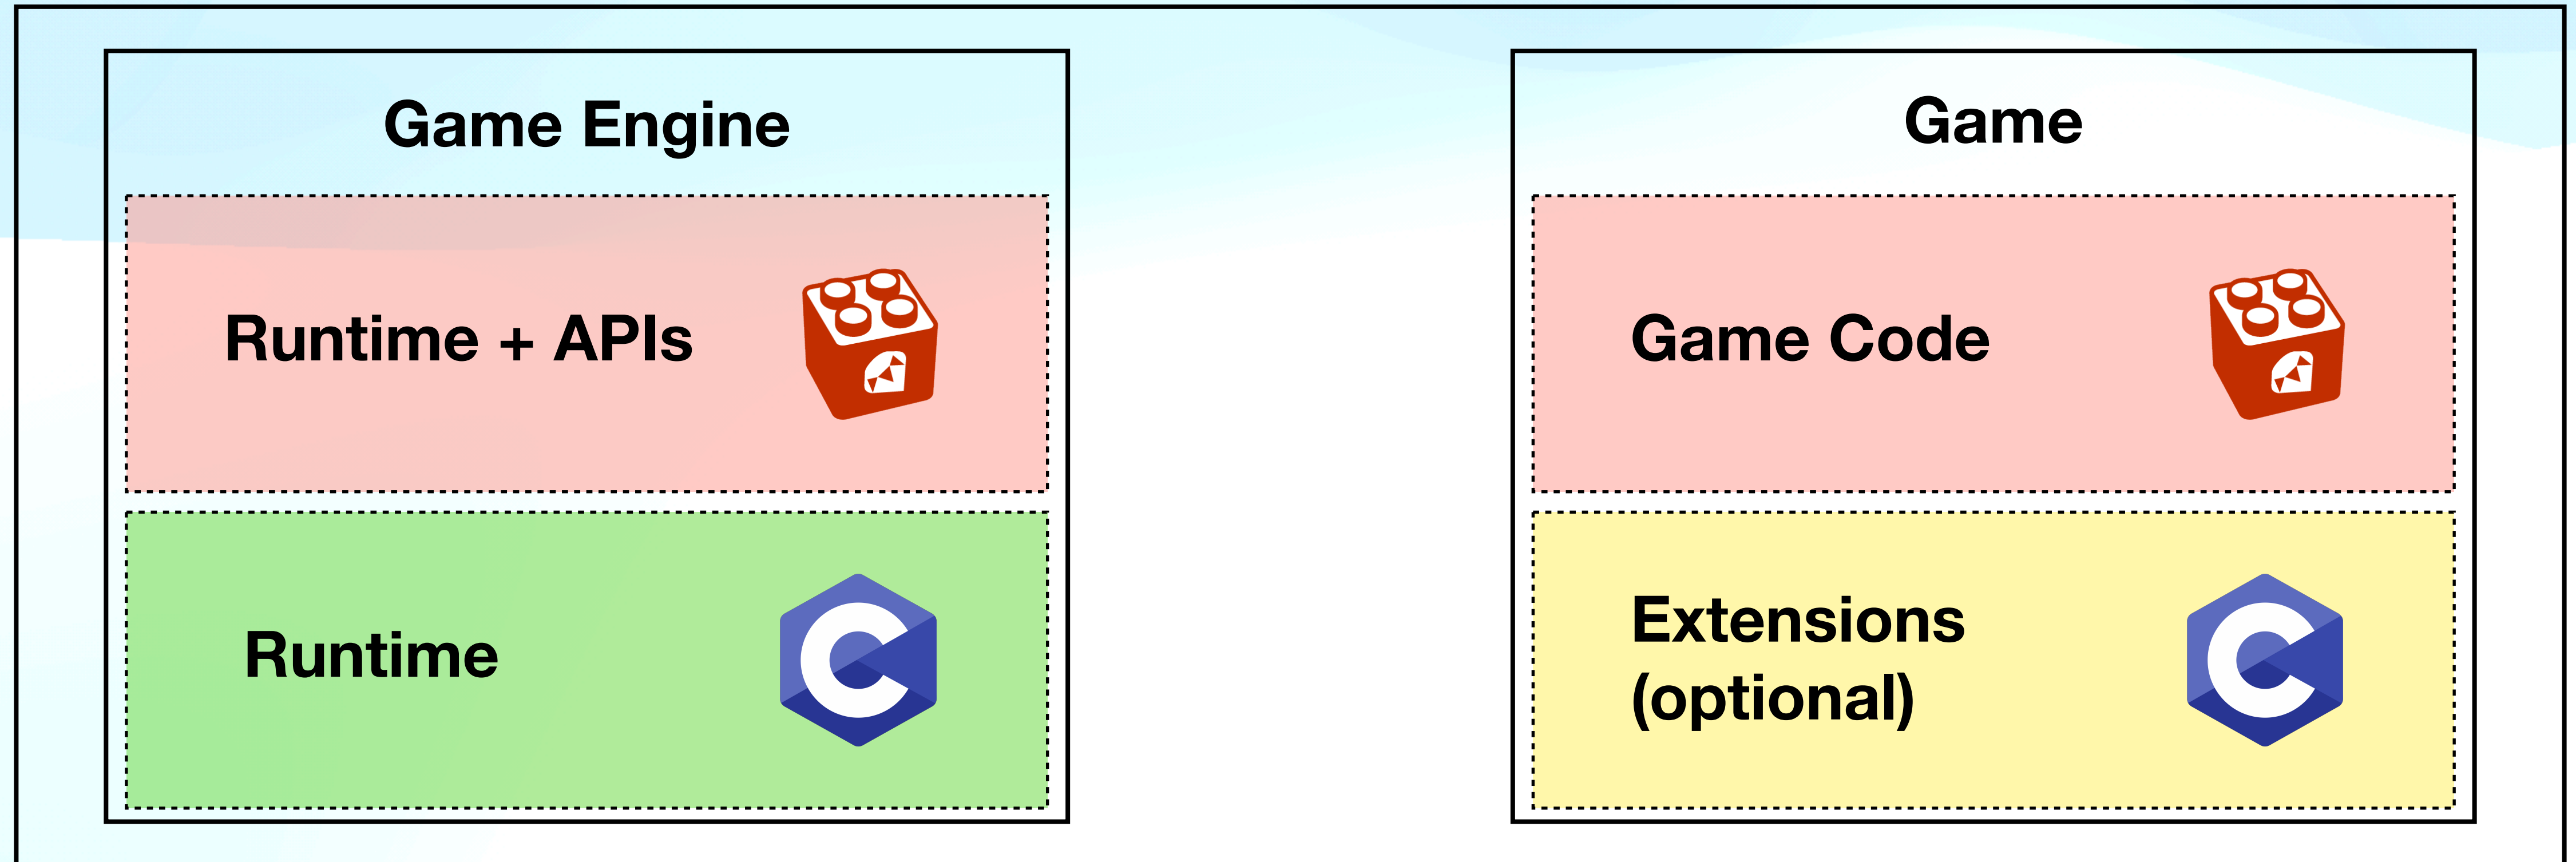 Game Engine
Runtime + APIs
Runtime
Game
Game Code
Extensions
(optional)